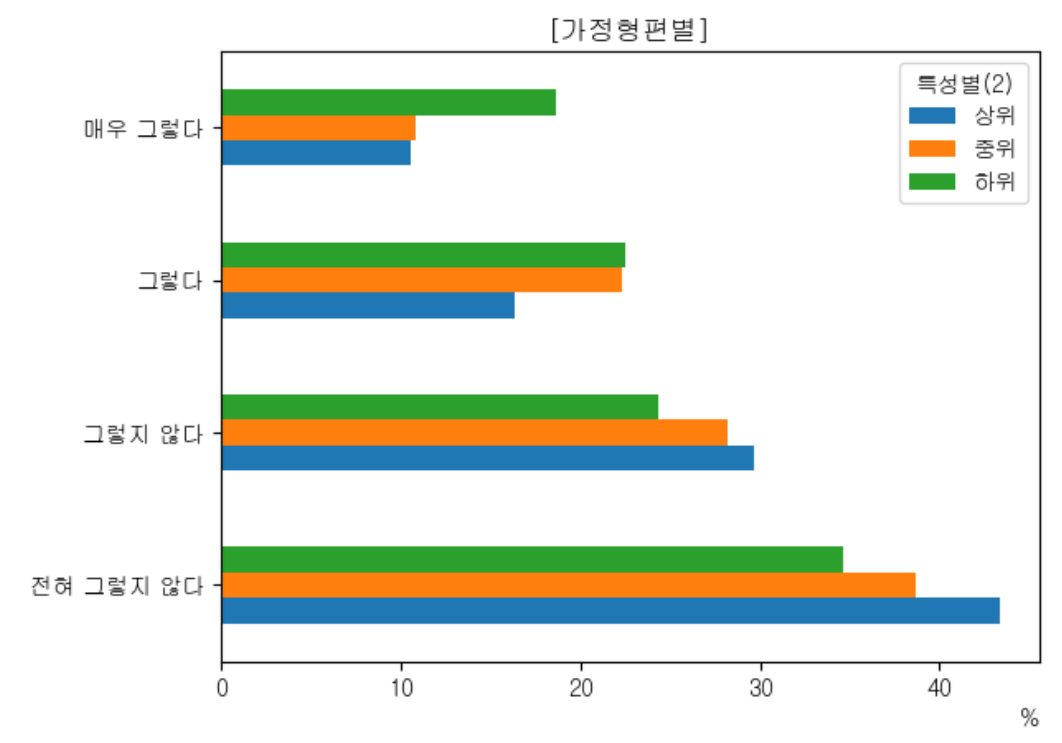 [가정형편별]
특성별(2)
상위
중위
하위
매우 그렇다
그렇다
그렇지 않다
전혀 그렇지 않다
0 10 20 30 40
%